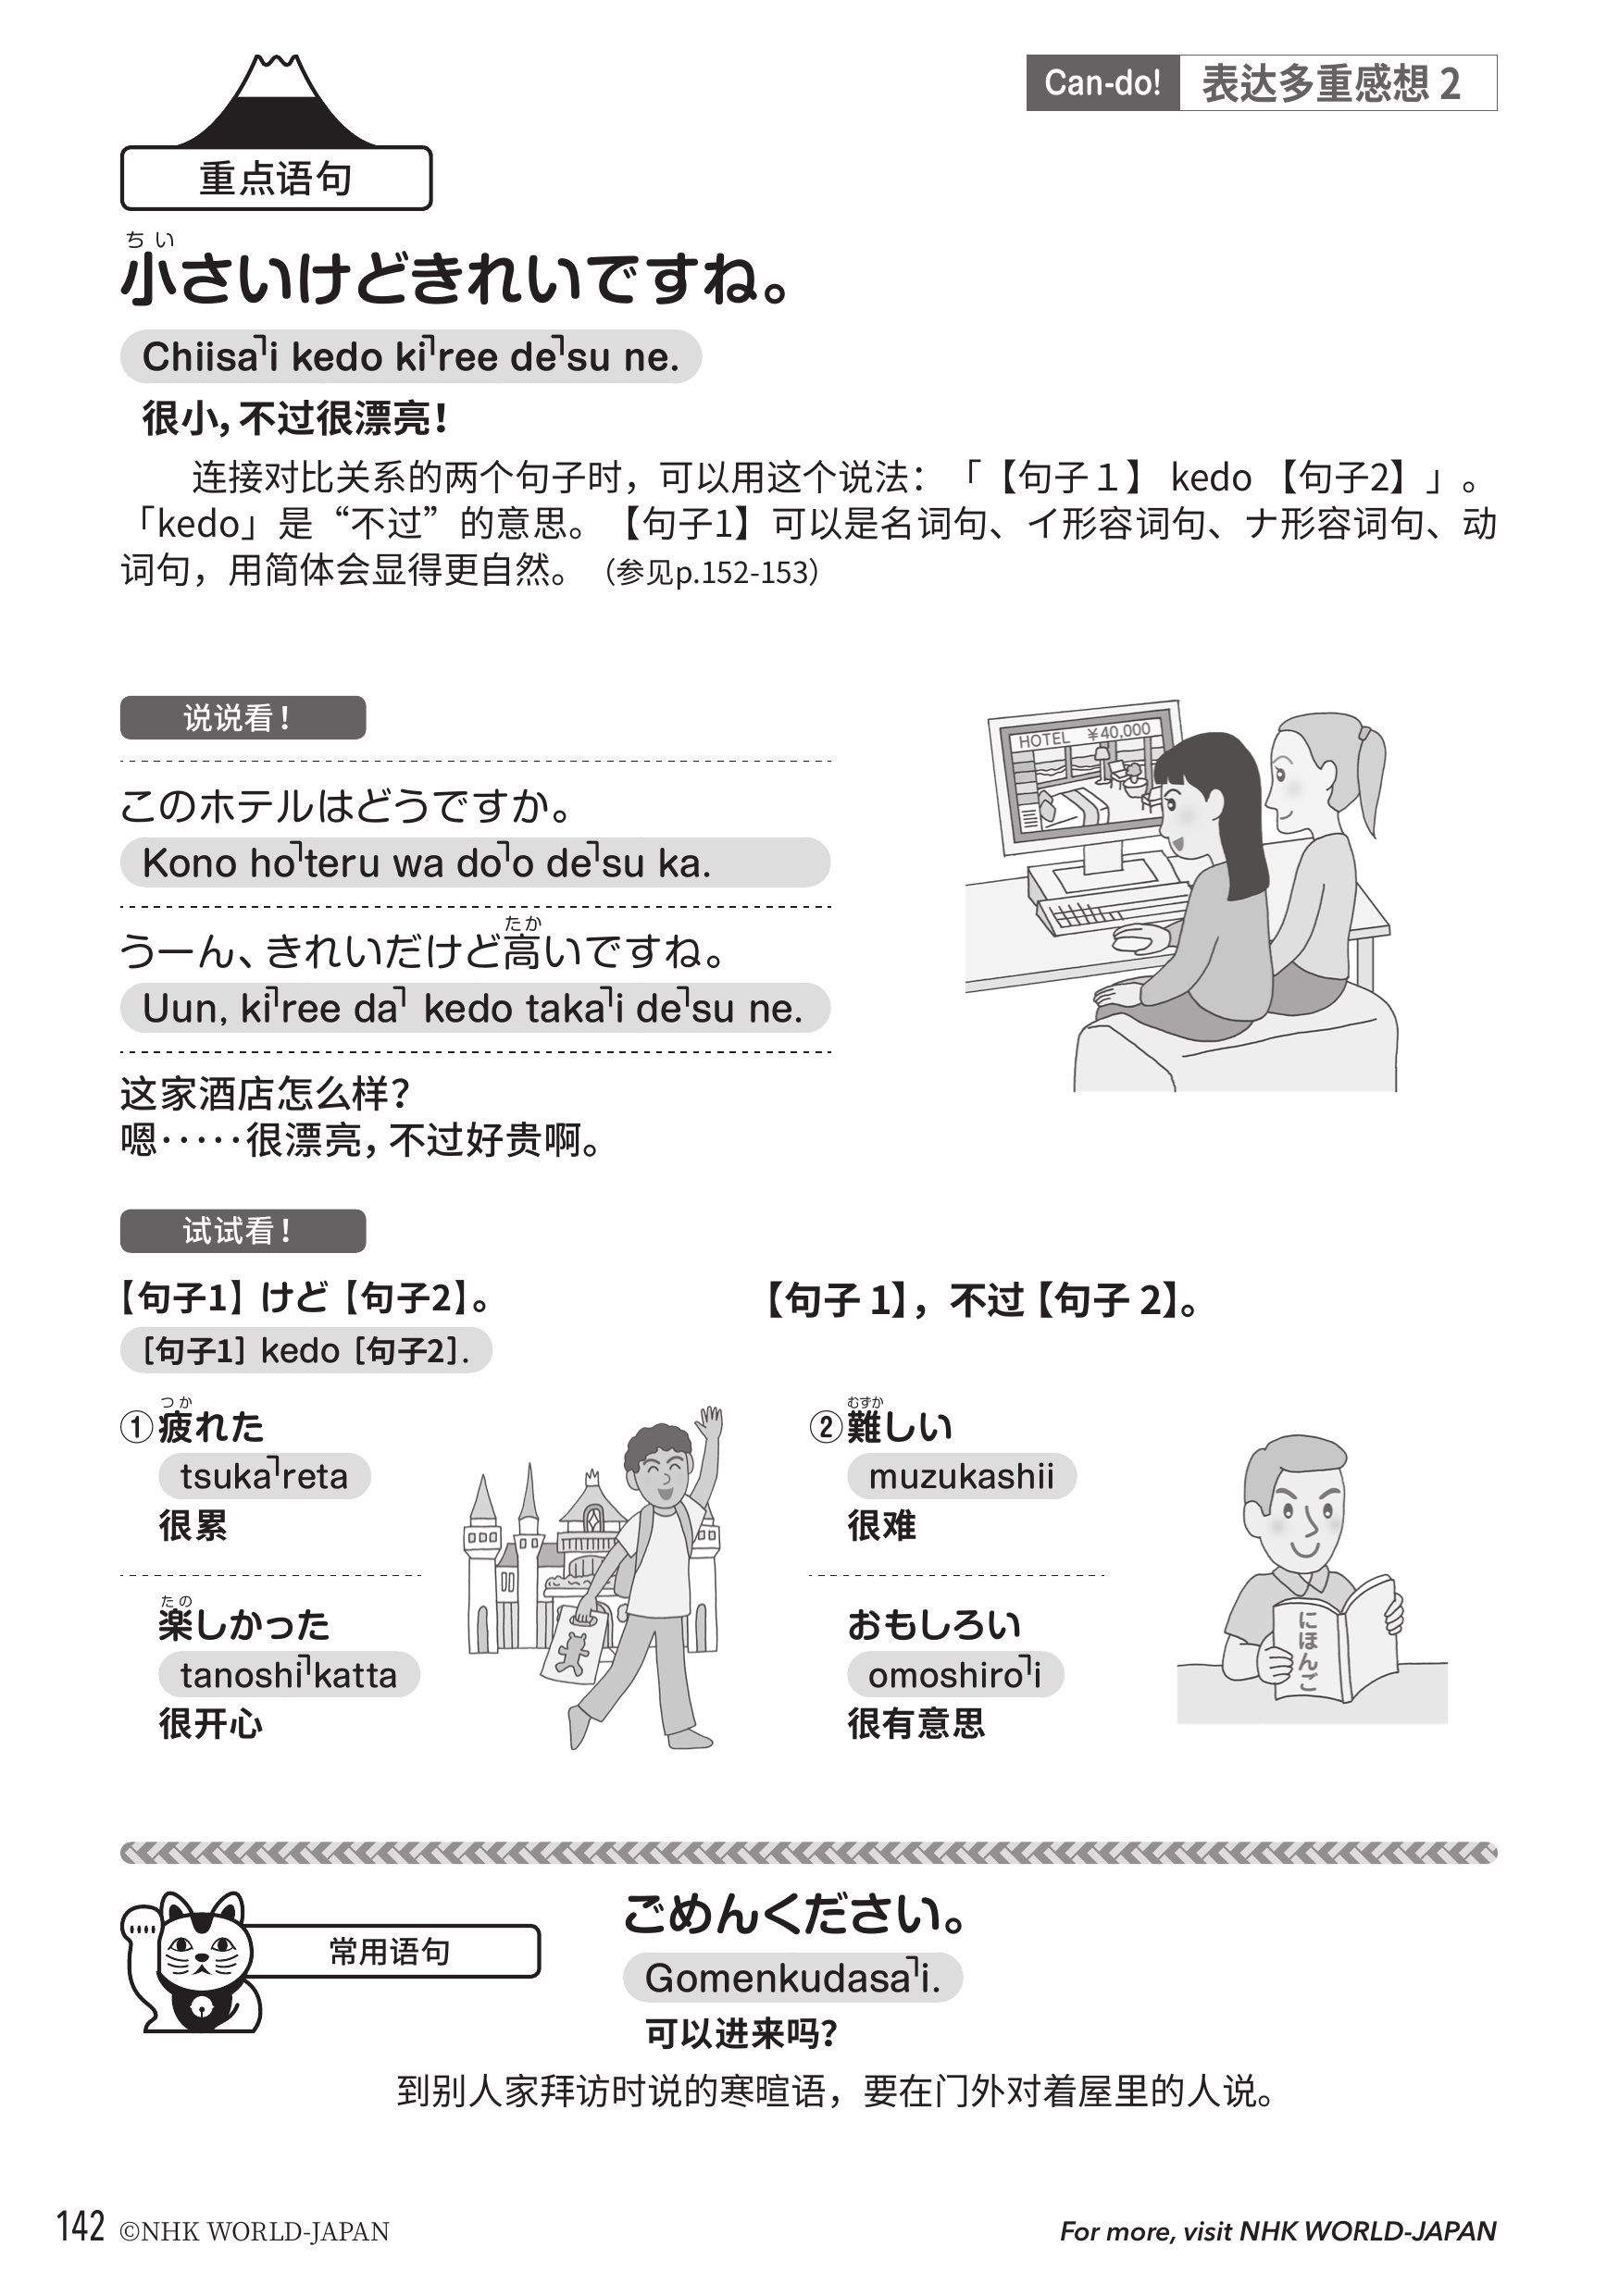 Can-do! 表达多重感想 2
重点语句
ちい
小さいけどきれいですね。
Chiisa˥i kedo ki˥ree de˥su ne.
很小，不过很漂亮！
连接对比关系的两个句子时，可以用这个说法：「【句子１】 kedo 【句子2】」。
「kedo」是“不过”的意思。【句子1】可以是名词句、イ形容词句、ナ形容词句、动
词句，用简体会显得更自然。（参见p.152-153）
说说看！
このホテルはどうですか。
Kono ho˥teru wa do˥o de˥su ka.
たか
うーん、きれいだけど高いですね。
Uun, ki˥ree da˥ kedo taka˥i de˥su ne.
这家酒店怎么样？
嗯·····很漂亮，不过好贵啊。
HOTEL ¥40,000
试试看！
【句子1】けど【句子2】。
[句子1] kedo [句子2].
【句子 1】，不过【句子 2】。
つか
①疲れた
tsuka˥reta
很累
たの
楽しかった
tanoshi˥katta
很开心
むずか
②難しい
muzukashii
很难
おもしろい
omoshiro˥i
很有意思
にほんご
常用语句
ごめんください。
Gomenkudasa˥i.
可以进来吗？
到别人家拜访时说的寒暄语，要在门外对着屋里的人说。
142 ©NHK WORLD-JAPAN
For more, visit NHK WORLD-JAPAN